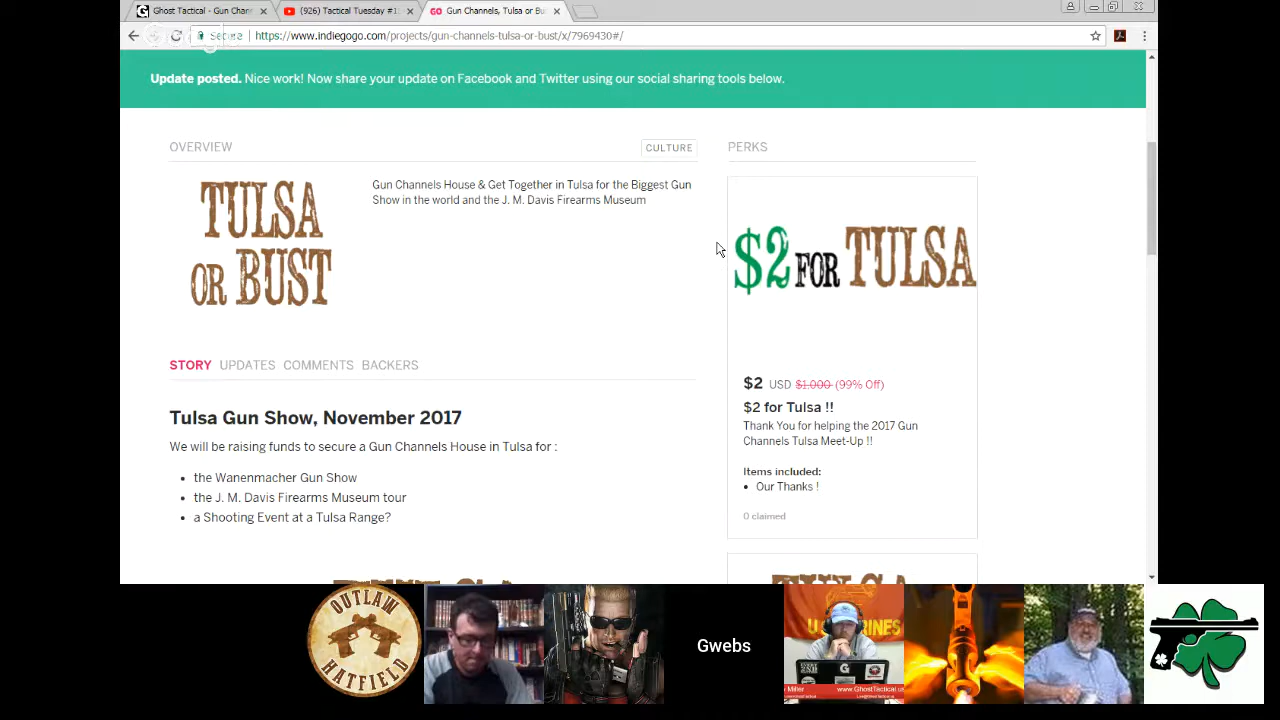 Ghost Tactical - Gun Chann
(926) Tactical Tuesday #1
Gun Channels, Tulsa or Bu
Secure
https://www.indiegogo.com/projects/gun-channels-tulsa-or-bust/x/7969430#/
Update posted. Nice work! Now share your update on Facebook and Twitter using our social sharing tools below.
OVERVIEW
CULTURE
TULSA
OR BUST
Gun Channels House & Get Together in Tulsa for the Biggest Gun
Show in the world and the J. M. Davis Firearms Museum
STORY UPDATES COMMENTS BACKERS
Tulsa Gun Show, November 2017
We will be raising funds to secure a Gun Channels House in Tulsa for :
the Wanenmacher Gun Show
the J. M. Davis Firearms Museum tour
a Shooting Event at a Tulsa Range?
PERKS
$2 FOR TULSA
$2 USD $1,000 (99% Off)
$2 for Tulsa !!
Thank You for helping the 2017 Gun
Channels Tulsa Meet-Up !!
Items included:
Our Thanks !
0 claimed
OUTLAW
HATFIELD
Gwebs
Miller
www.GhostTactical.us